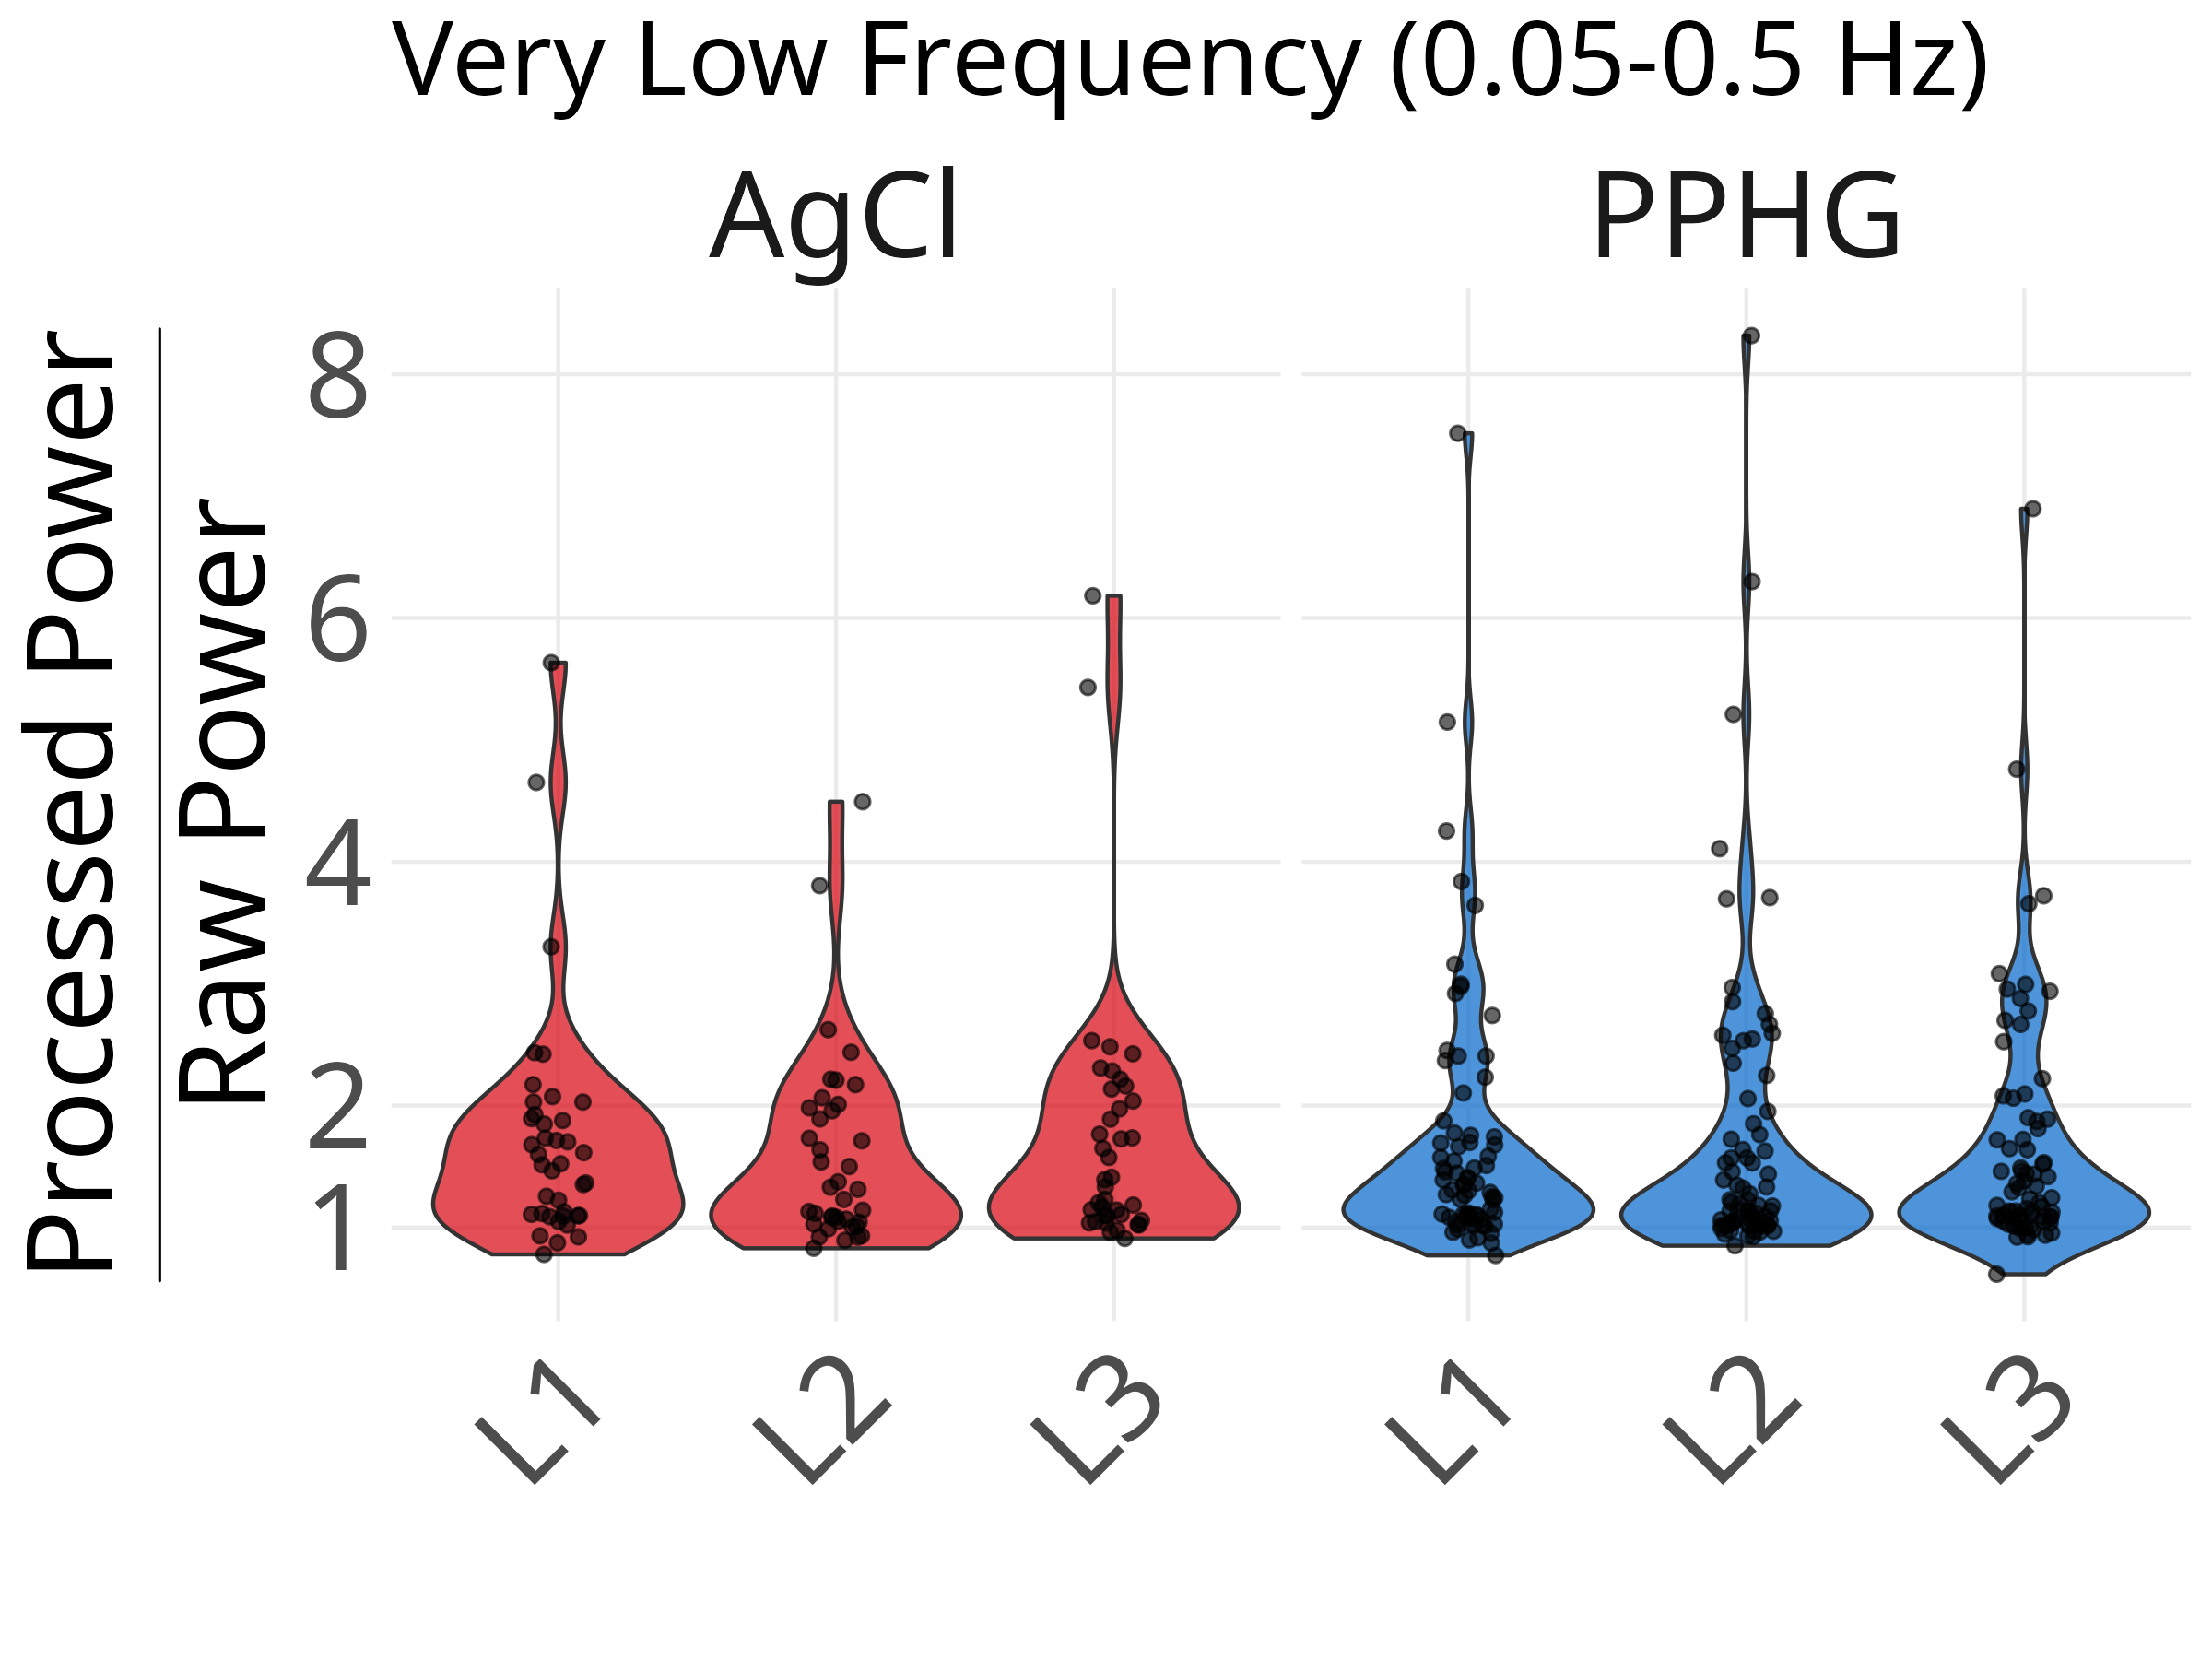 Very Low Frequency (0.05-0.5 Hz)
AgCl
PPHG
Processed Power
Raw Power
8
6
4
2
1
L1
L2
L3
L1
L2
L3